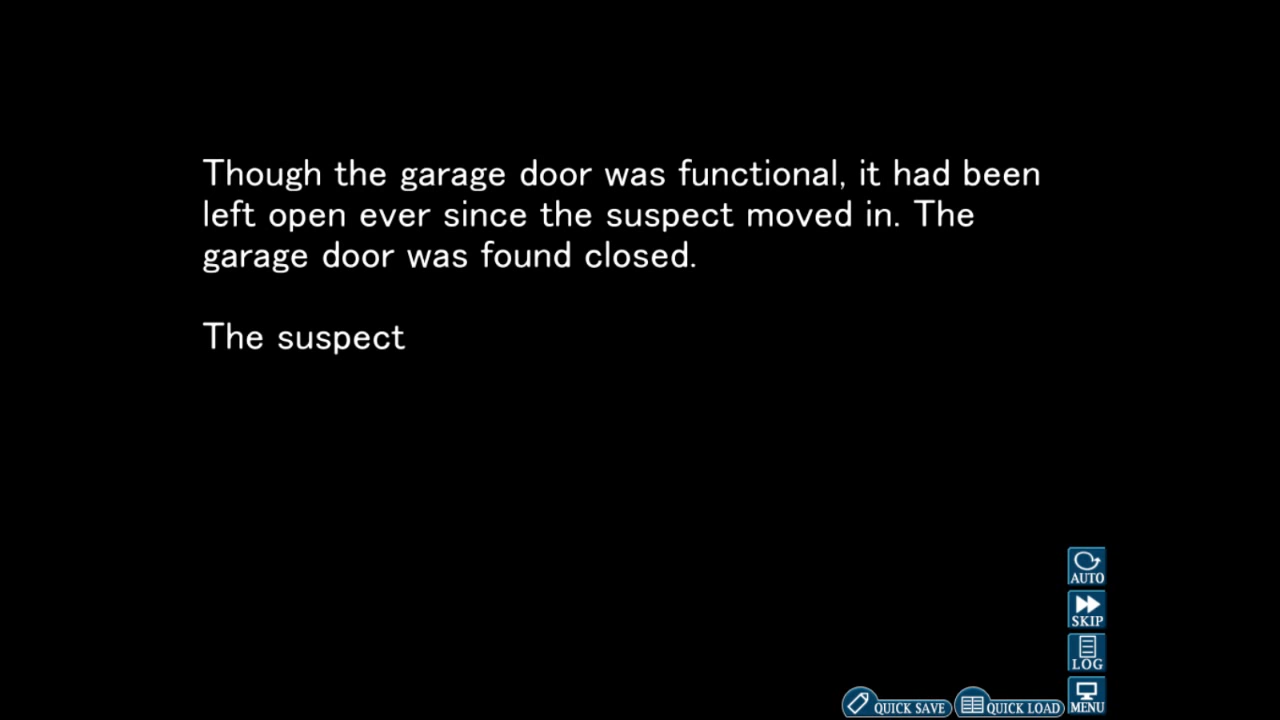 Though the garage door was functional, it had been
left open ever since the suspect moved in. The
garage door was found closed.
The suspect
AUTO
SKIP
LOG
MENU
QUICK SAVE
QUICK LOAD